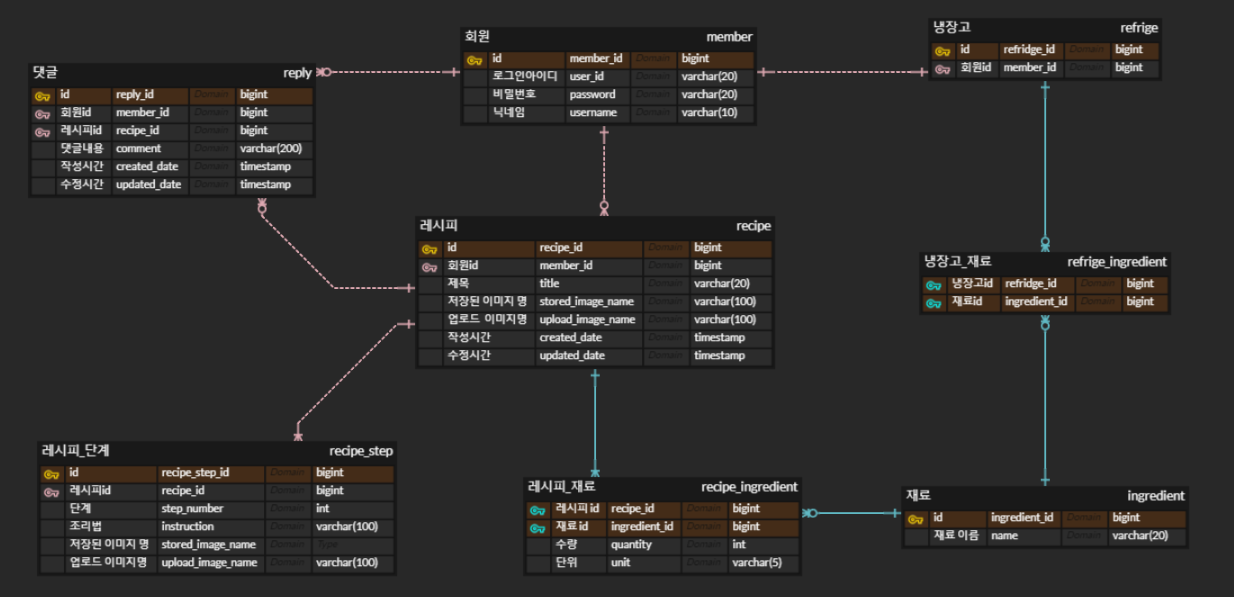 댓글 reply
id reply_id Domain bigint
회원id member_id Domain bigint
레시피id recipe_id Domain bigint
댓글내용 comment Domain varchar(200)
작성시간 created_date Domain timestamp
수정시간 updated_date Domain timestamp
회원 member
id member_id Domain bigint
로그인아이디 user_id Domain varchar(20)
비밀번호 password Domain varchar(20)
닉네임 username Domain varchar(10)
냉장고 refrige
id refridge_id Domain bigint
회원id member_id Domain bigint
레시피 recipe
id recipe_id Domain bigint
회원id member_id Domain bigint
제목 title Domain varchar(20)
저장된 이미지 명 stored_image_name Domain varchar(100)
업로드 이미지명 upload_image_name Domain varchar(100)
작성시간 created_date Domain timestamp
수정시간 updated_date Domain timestamp
냉장고_재료 refrige_ingredient
냉장고id refridge_id Domain bigint
재료id ingredient_id Domain bigint
레시피_단계 recipe_step
id recipe_step_id Domain bigint
레시피id recipe_id Domain bigint
단계 step_number Domain int
조리법 instruction Domain varchar(100)
저장된 이미지 명 stored_image_name Domain Type
업로드 이미지명 upload_image_name Domain varchar(100)
레시피_재료 recipe_ingredient
레시피 id recipe_id Domain bigint
재료 id ingredient_id Domain bigint
수량 quantity Domain int
단위 unit Domain varchar(5)
재료 ingredient
id ingredient_id Domain bigint
재료 이름 name Domain varchar(20)